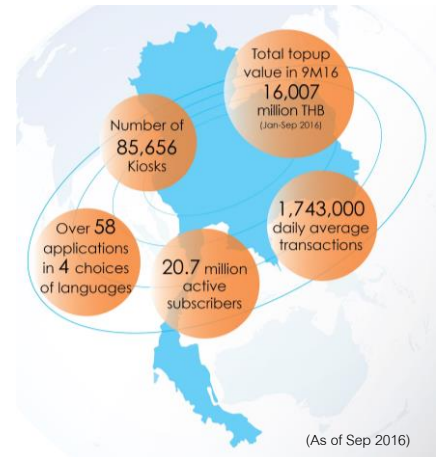 Total topup
value in 9M16
16,007
million THB
(Jan-Sep 2016)
Number of
85,656
Kiosks
1,743,000
daily average
transactions
Over 58
applications
in 4 choices
of languages
20.7 million
active
subscribers
(As of Sep 2016)